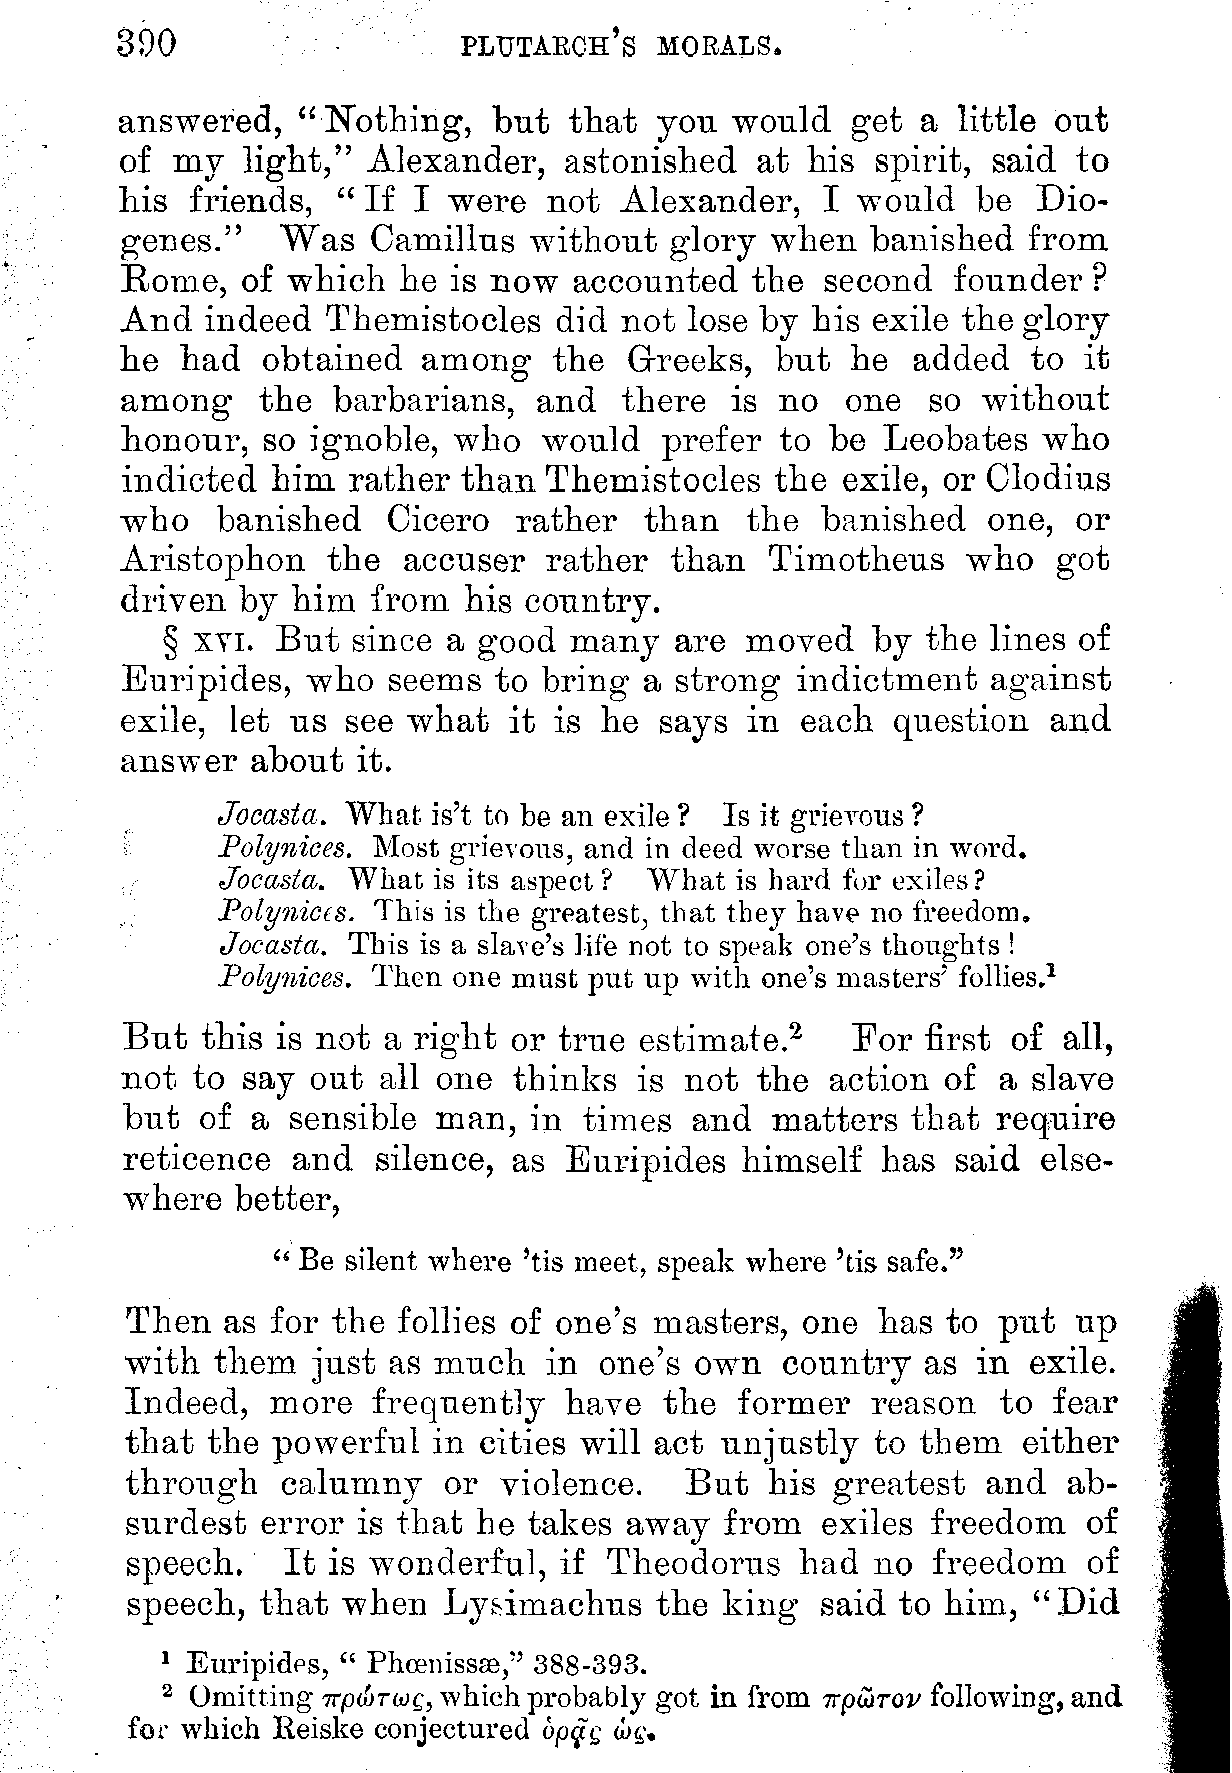 390 PLUTARCH'S MORALS.
answered, "Nothing, but that you would get a little out
of my light," Alexander, astonished at his spirit, said to
his friends, "If I were not Alexander, I would be Dio-
genes." Was Camillus without glory when banished from
Rome, of which he is now accounted the second founder?
And indeed Themistocles did not lose by his exile the glory
he had obtained among the Greeks, but he added to it
among the barbarians, and there is no one so without
honour, so ignoble, who would prefer to be Leobates who
indicted him rather than Themistocles the exile, or Clodius
who banished Cicero rather than the banished one, or
Aristophon the accuser rather than Timotheus who got
driven by him from his country.
§ XVI. But since a good many are moved by the lines of
Euripides, who seems to bring a strong indictment against
exile, let us see what it is he says in each question and
answer about it.
Jocasta. What is't to be an exile? Is it grievous?
Polynices. Most grievous, and in deed worse than in word.
Jocasta. What is its aspect? What is hard for exiles?
Polynices. This is the greatest, that they have no freedom.
Jocasta. This is a slave's life not to speak one's thoughts!
Polynices. Then one must put up with one's masters' follies.¹
But this is not a right or true estimate.² For first of all,
not to say out all one thinks is not the action of a slave
but of a sensible man, in times and matters that require
reticence and silence, as Euripides himself has said else-
where better,
"Be silent where 'tis meet, speak where 'tis safe."
Then as for the follies of one's masters, one has to put up
with them just as much in one's own country as in exile.
Indeed, more frequently have the former reason to fear
that the powerful in cities will act unjustly to them either
through calumny or violence. But his greatest and ab-
surdest error is that he takes away from exiles freedom of
speech. It is wonderful, if Theodorus had no freedom of
speech, that when Lysimachus the king said to him, "Did
¹ Euripides, "Phœnissæ," 388-393.
² Omitting πρώτως, which probably got in from πρῶτον following, and
for which Reiske conjectured ὁρᾷς ὡς.